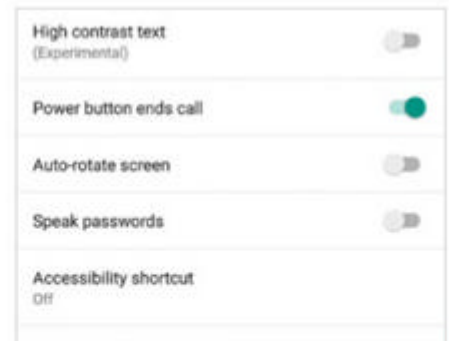 High contrast text
(Experimental)
Power button ends call
Auto-rotate screen
Speak passwords
Accessibility shortcut
Off